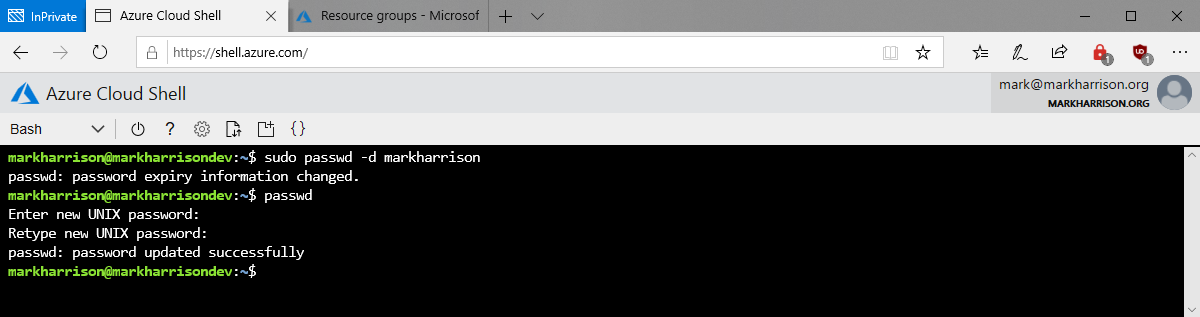 InPrivate
Azure Cloud Shell
Resource groups - Microsof
https://shell.azure.com/
1
UD
1
Azure Cloud Shell
mark@markharrison.org
MARKHARRISON.ORG
Bash
?
{}
markharrison@markharrisondev:~$ sudo passwd -d markharrison
passwd: password expiry information changed.
markharrison@markharrisondev:~$ passwd
Enter new UNIX password:
Retype new UNIX password:
passwd: password updated successfully
markharrison@markharrisondev:~$